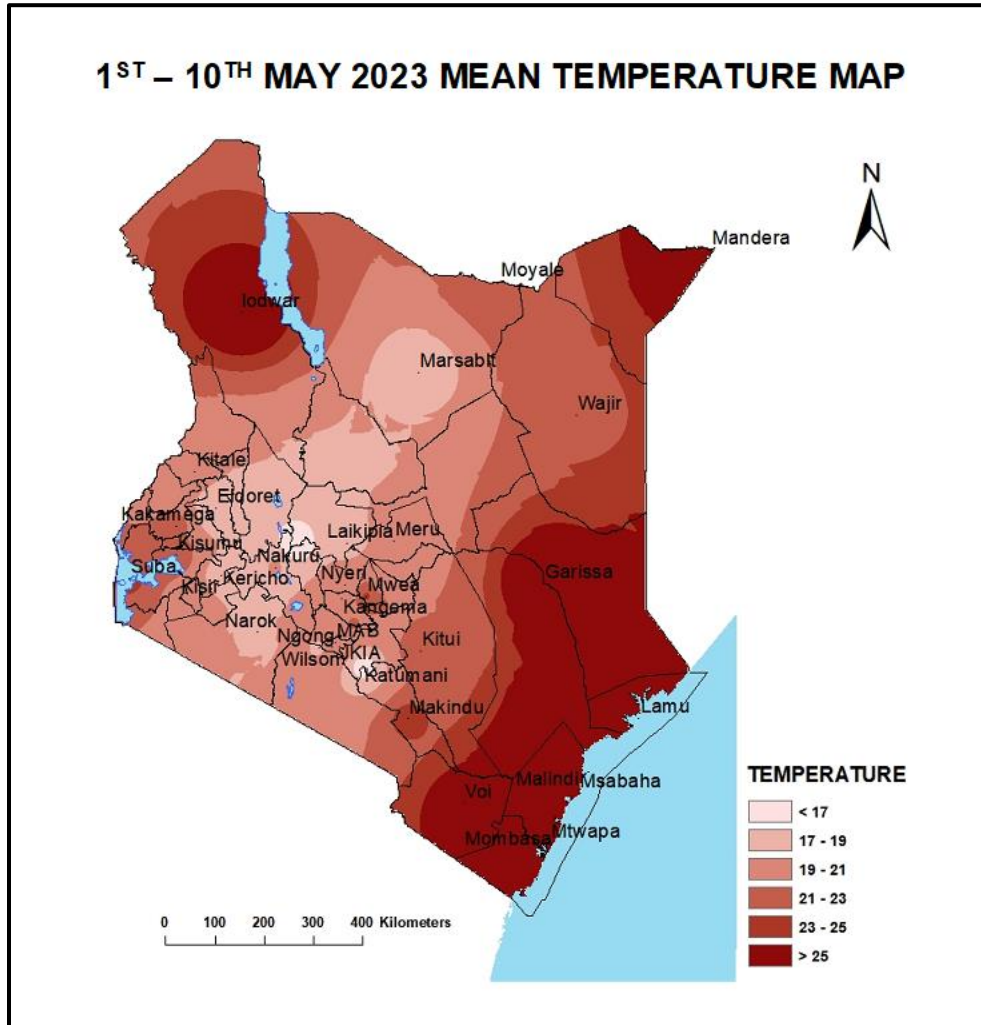 1ST – 10TH MAY 2023 MEAN TEMPERATURE MAP
N
Mandera
Moyale
lodwar
Marsabit
Wajir
Kitale
Eldoret
Kakamega
Laikipia
Meru
Kisumu
Nakuru
Suba
Kericho
Nyeri
Garissa
Kisii
Mwea
Kangema
Narok
Ngong
MAB
Kitui
Wilson
JKIA
Katumani
Makindu
Lamu
TEMPERATURE
Voi
Malindi
Msabaha
< 17
Mombasa
Mtwapa
17 - 19
19 - 21
21 - 23
23 - 25
> 25
0 100 200 300 400 Kilometers